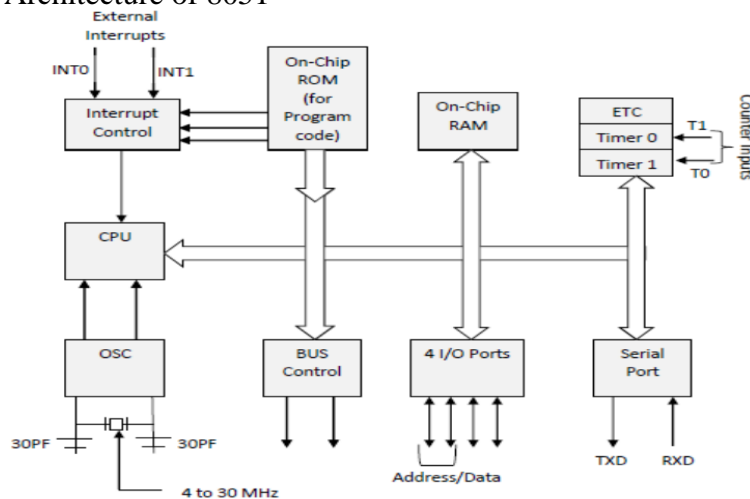 External
Interrupts
INT0
INT1
Interrupt
Control
On-Chip
ROM
(for
Program
code)
On-Chip
RAM
ETC
Timer 0
Timer 1
T1
T0
Counter Inputs
CPU
OSC
BUS
Control
4 I/O Ports
Serial
Port
30PF
30PF
4 to 30 MHz
Address/Data
TXD
RXD